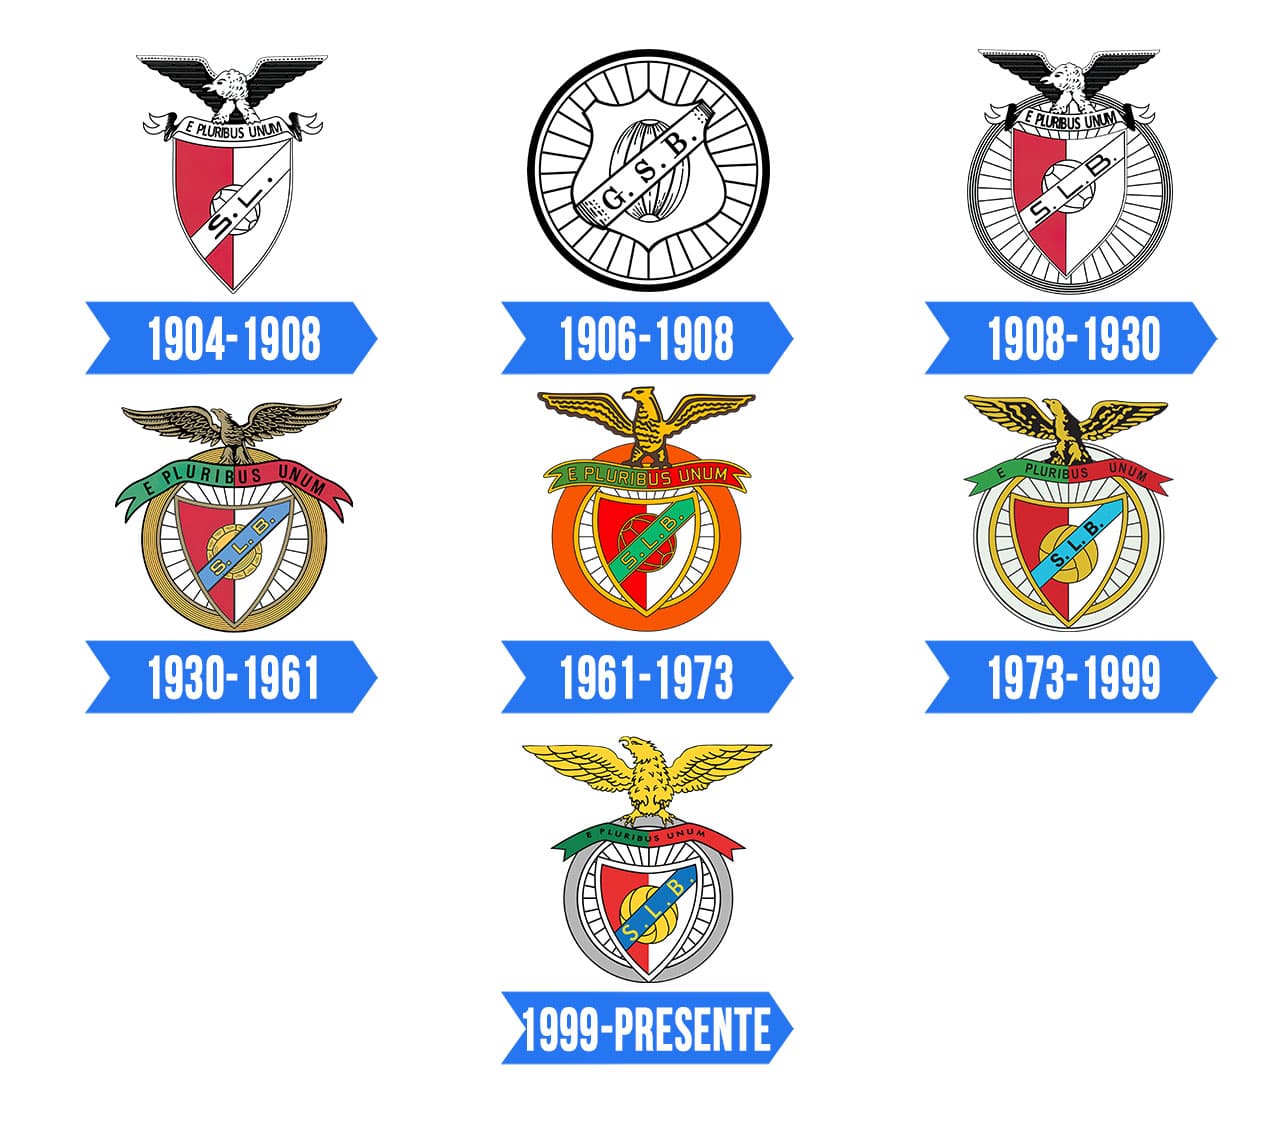 E PLURIBUS UNUM
S. L.
1904-1908
G. S. B.
1906-1908
E PLURIBUS UNUM
S. L. B.
1908-1930
E PLURIBUS UNUM
S. L. B.
1930-1961
E PLURIBUS UNUM
S. L. B.
1961-1973
E PLURIBUS UNUM
S. L. B.
1973-1999
E PLURIBUS UNUM
S. L. B.
1999-PRESENTE